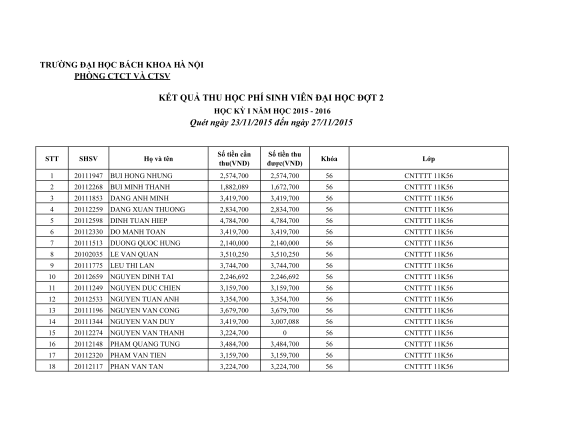 TRƯỜNG ĐẠI HỌC BÁCH KHOA HÀ NỘI
PHÒNG CTCT VÀ CTSV
KẾT QUẢ THU HỌC PHÍ SINH VIÊN ĐẠI HỌC ĐỢT 2
HỌC KỲ I NĂM HỌC 2015 - 2016
Quét ngày 23/11/2015 đến ngày 27/11/2015
STT SHSV Họ và tên Số tiền cần thu(VNĐ) Số tiền thu được(VNĐ) Khóa Lớp
1 20111947 BUI HONG NHUNG 2,574,700 2,574,700 56 CNTTTT 11K56
2 20112268 BUI MINH THANH 1,882,089 1,672,700 56 CNTTTT 11K56
3 20111853 DANG ANH MINH 3,419,700 3,419,700 56 CNTTTT 11K56
4 20112259 DANG XUAN THUONG 2,834,700 2,834,700 56 CNTTTT 11K56
5 20112598 DINH TUAN HIEP 4,784,700 4,784,700 56 CNTTTT 11K56
6 20112330 DO MANH TOAN 3,419,700 3,419,700 56 CNTTTT 11K56
7 20111513 DUONG QUOC HUNG 2,140,000 2,140,000 56 CNTTTT 11K56
8 20102035 LE VAN QUAN 3,510,250 3,510,250 56 CNTTTT 11K56
9 20111775 LEU THI LAN 3,744,700 3,744,700 56 CNTTTT 11K56
10 20112659 NGUYEN DINH TAI 2,246,692 2,246,692 56 CNTTTT 11K56
11 20111249 NGUYEN DUC CHIEN 3,159,700 3,159,700 56 CNTTTT 11K56
12 20112533 NGUYEN TUAN ANH 3,354,700 3,354,700 56 CNTTTT 11K56
13 20111196 NGUYEN VAN CONG 3,679,700 3,679,700 56 CNTTTT 11K56
14 20111344 NGUYEN VAN DUY 3,419,700 3,007,088 56 CNTTTT 11K56
15 20112274 NGUYEN VAN THANH 3,224,700 0 56 CNTTTT 11K56
16 20112148 PHAM QUANG TUNG 3,484,700 3,484,700 56 CNTTTT 11K56
17 20112320 PHAM VAN TIEN 3,159,700 3,159,700 56 CNTTTT 11K56
18 20112117 PHAN VAN TAN 3,224,700 3,224,700 56 CNTTTT 11K56